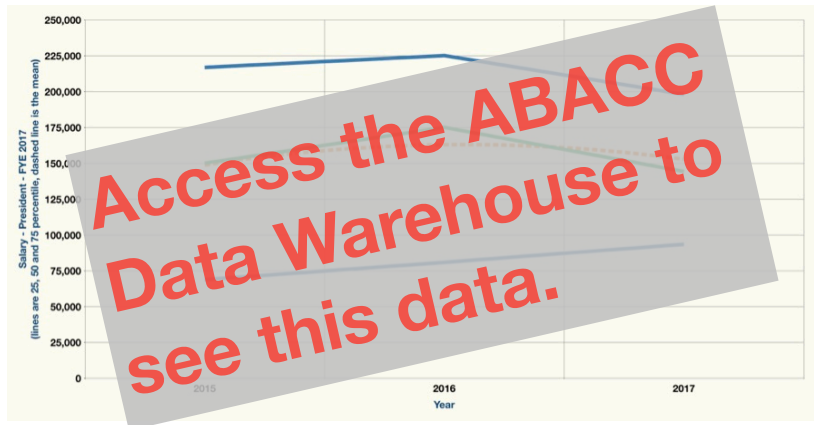 250,000
225,000
200,000
175,000
150,000
125,000
100,000
75,000
50,000
25,000
0
Salary - President - FYE 2017
(lines are 25, 50 and 75 percentile, dashed line is the mean)
Access the ABACC
Data Warehouse to
see this data.
2015
2016
2017
Year